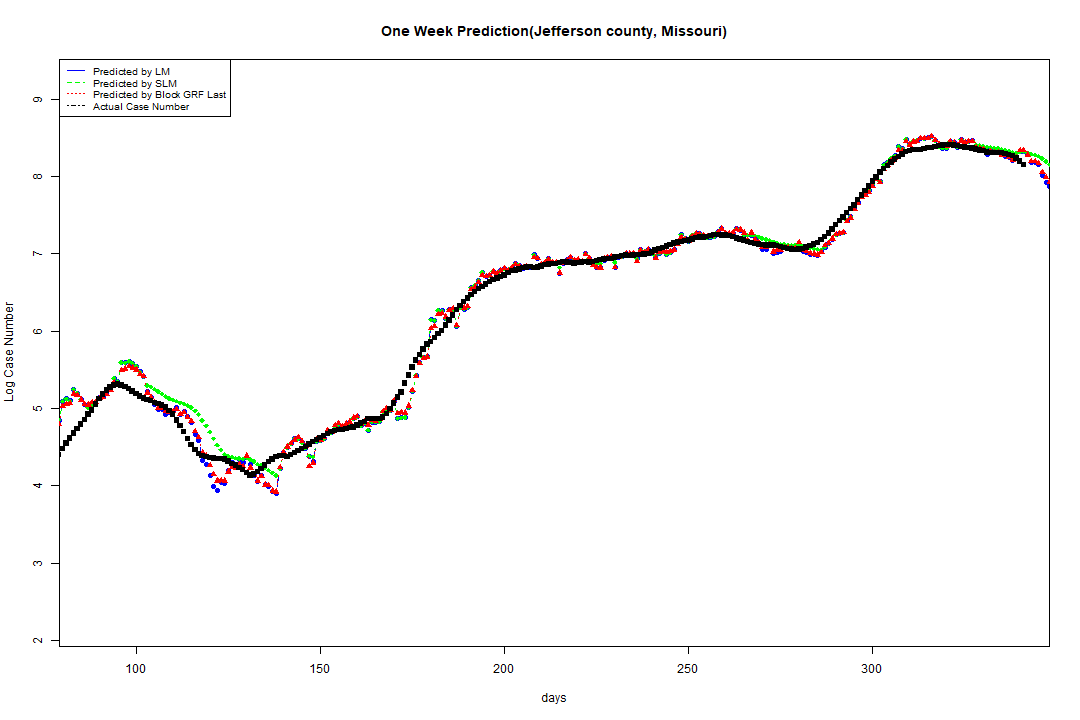 One Week Prediction(Jefferson county, Missouri)
Predicted by LM
Predicted by SLM
Predicted by Block GRF Last
Actual Case Number
9
8
7
6
5
4
3
2
Log Case Number
100 150 200 250 300
days